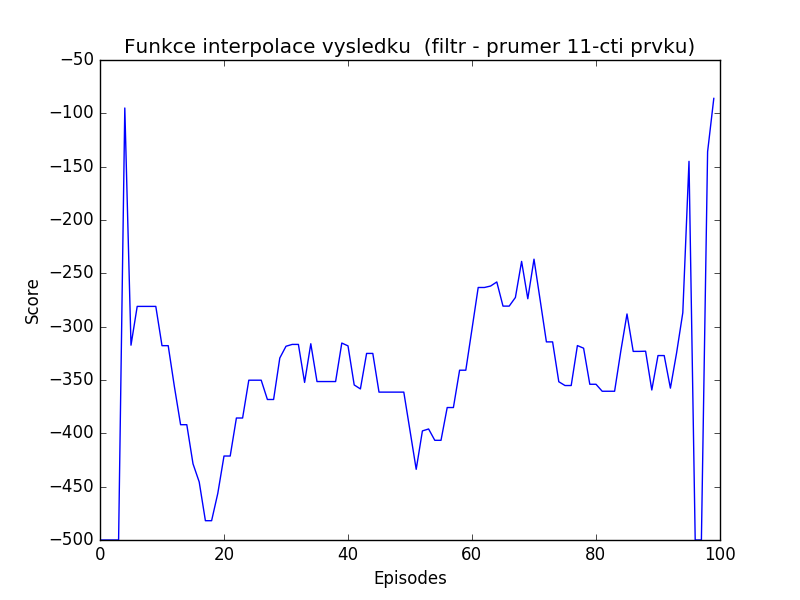 Funkce interpolace vysledku  (filtr - prumer 11-cti prvku)
−50
−100
−150
−200
−250
−300
−350
−400
−450
−500
Score
0 20 40 60 80 100
Episodes